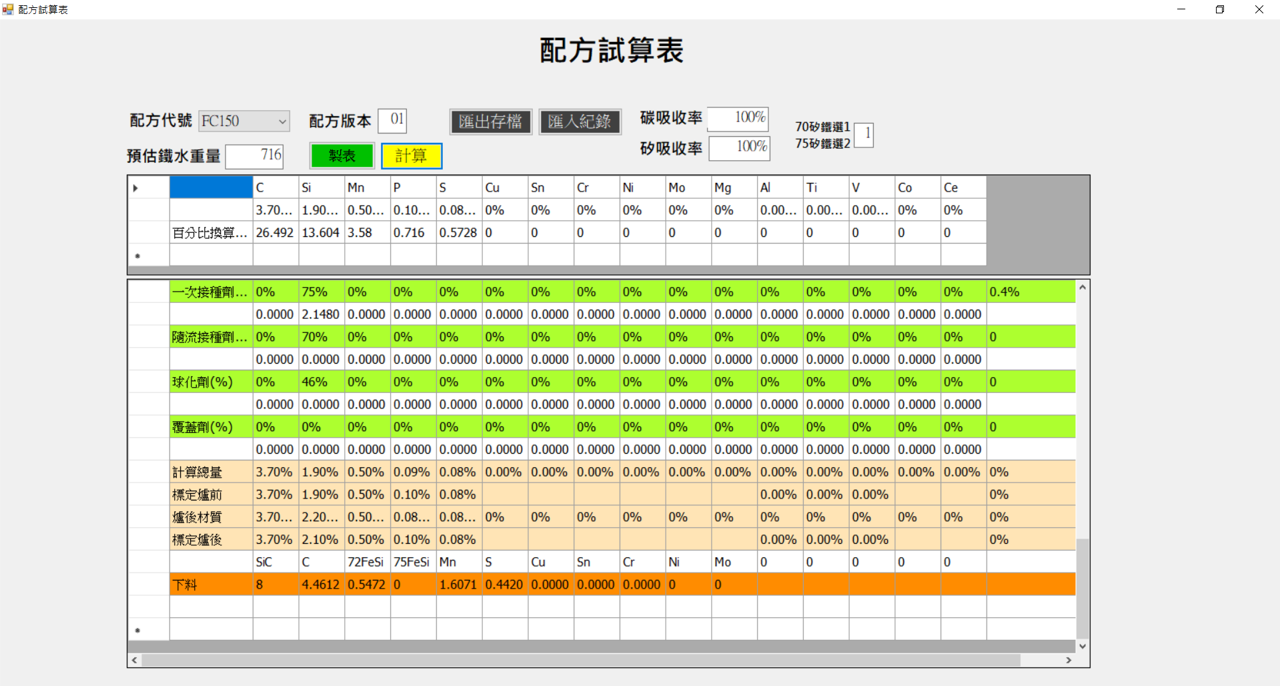 配方試算表
配方試算表
配方代號 FC150 配方版本 01 匯出存檔 匯入紀錄 碳吸收率 100%
70矽鐵選1
75矽鐵選2 1
預估鐵水重量 716 製表 計算 矽吸收率 100%
C Si Mn P S Cu Sn Cr Ni Mo Mg Al Ti V Co Ce
3.70... 1.90... 0.50... 0.10... 0.08... 0% 0% 0% 0% 0% 0% 0.00... 0.00... 0.00... 0% 0%
百分比換算... 26.492 13.604 3.58 0.716 0.5728 0 0 0 0 0 0 0 0 0 0 0
一次接種劑... 0% 75% 0% 0% 0% 0% 0% 0% 0% 0% 0% 0% 0% 0% 0% 0% 0.4%
0.0000 2.1480 0.0000 0.0000 0.0000 0.0000 0.0000 0.0000 0.0000 0.0000 0.0000 0.0000 0.0000 0.0000 0.0000 0.0000
隨流接種劑... 0% 70% 0% 0% 0% 0% 0% 0% 0% 0% 0% 0% 0% 0% 0% 0% 0
0.0000 0.0000 0.0000 0.0000 0.0000 0.0000 0.0000 0.0000 0.0000 0.0000 0.0000 0.0000 0.0000 0.0000 0.0000 0.0000
球化劑(%) 0% 46% 0% 0% 0% 0% 0% 0% 0% 0% 0% 0% 0% 0% 0% 0% 0
0.0000 0.0000 0.0000 0.0000 0.0000 0.0000 0.0000 0.0000 0.0000 0.0000 0.0000 0.0000 0.0000 0.0000 0.0000 0.0000
覆蓋劑(%) 0% 0% 0% 0% 0% 0% 0% 0% 0% 0% 0% 0% 0% 0% 0% 0% 0
0.0000 0.0000 0.0000 0.0000 0.0000 0.0000 0.0000 0.0000 0.0000 0.0000 0.0000 0.0000 0.0000 0.0000 0.0000 0.0000
計算總量 3.70% 1.90% 0.50% 0.09% 0.08% 0.00% 0.00% 0.00% 0.00% 0.00% 0.00% 0.00% 0.00% 0.00% 0.00% 0.00% 0%
標定爐前 3.70% 1.90% 0.50% 0.10% 0.08% 0.00% 0.00% 0.00% 0%
爐後材質 3.70... 2.20... 0.50... 0.08... 0.08... 0% 0% 0% 0% 0% 0% 0% 0% 0% 0% 0% 0%
標定爐後 3.70% 2.10% 0.50% 0.10% 0.08% 0.00% 0.00% 0.00% 0%
SiC C 72FeSi 75FeSi Mn S Cu Sn Cr Ni Mo 0 0 0 0 0
下料 8 4.4612 0.5472 0 1.6071 0.4420 0.0000 0.0000 0.0000 0 0